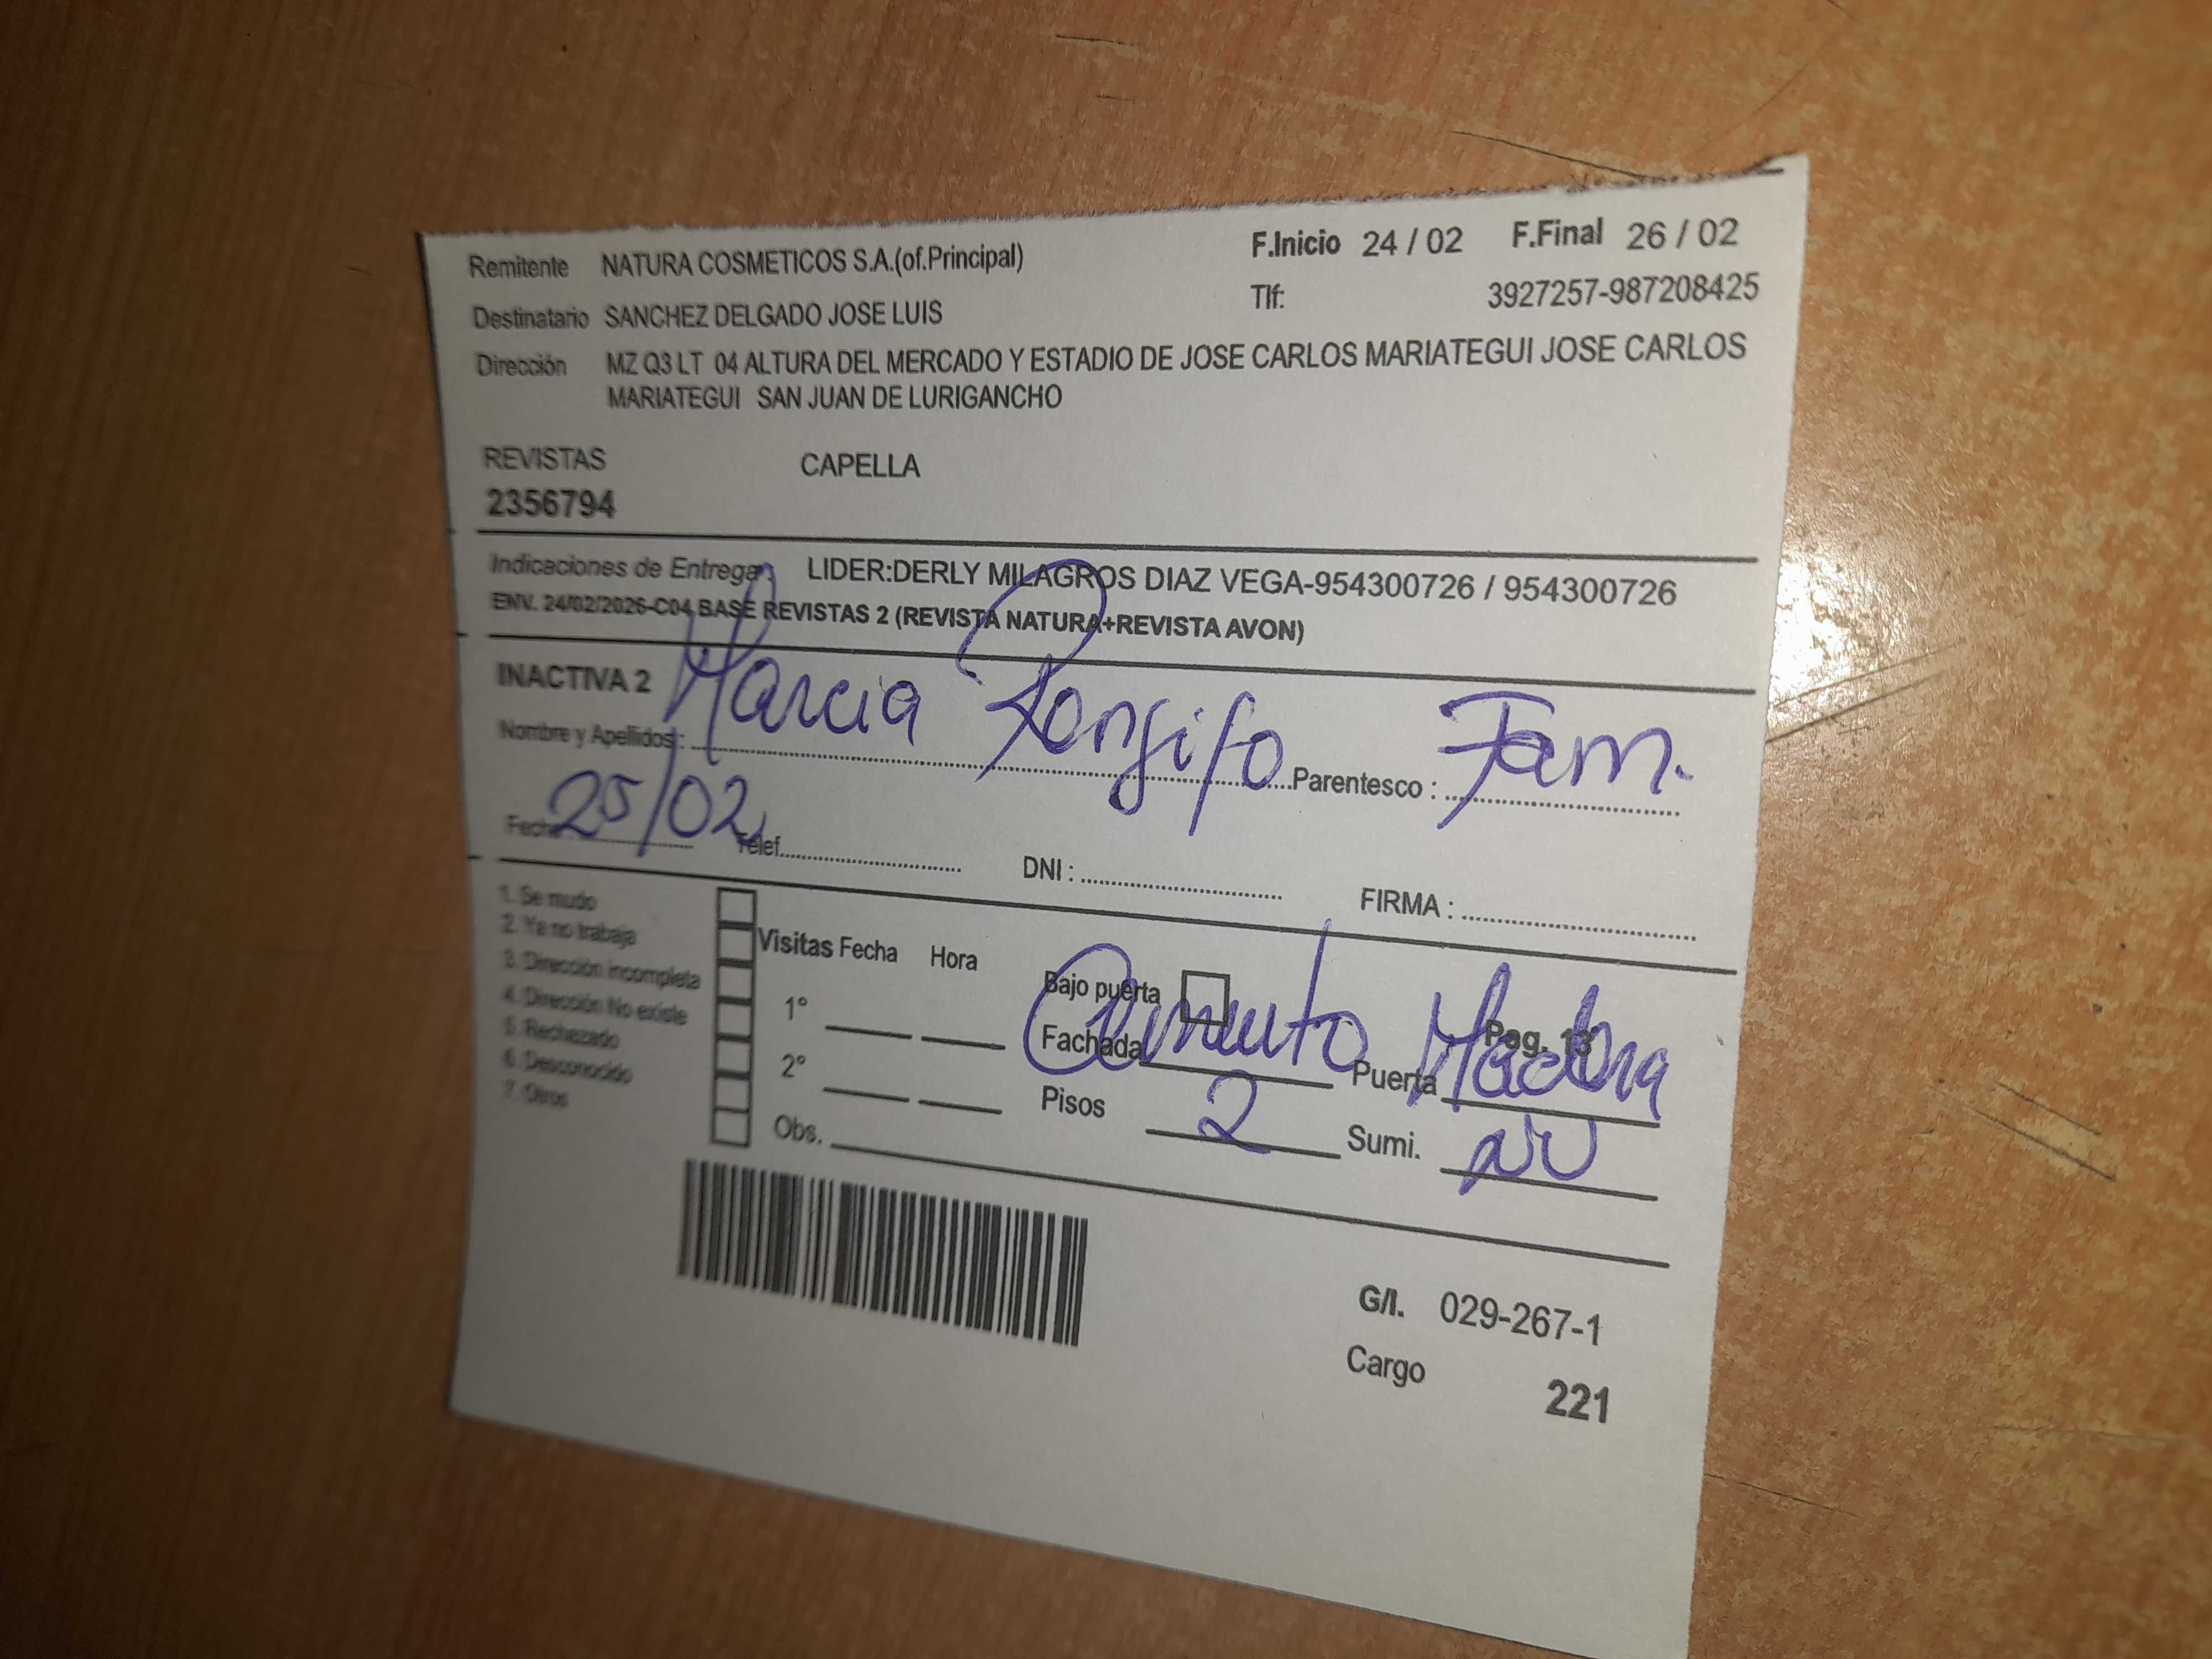 Remitente NATURA COSMETICOS S.A.(of.Principal) F.Inicio 24 / 02 F.Final 26 / 02
Destinatario SANCHEZ DELGADO JOSE LUIS Tlf: 3927257-987208425
Dirección MZ Q3 LT 04 ALTURA DEL MERCADO Y ESTADIO DE JOSE CARLOS MARIATEGUI JOSE CARLOS
MARIATEGUI SAN JUAN DE LURIGANCHO
REVISTAS CAPELLA
2356794
Indicaciones de Entrega : LIDER:DERLY MILAGROS DIAZ VEGA-954300726 / 954300726
ENV. 24/02/2026-C04 BASE REVISTAS 2 (REVISTA NATURA+REVISTA AVON)
INACTIVA 2
Nombre y Apellidos : Marcia Rengifo Parentesco : Fam.
Fecha : 25/02 Telef. DNI : FIRMA :
1. Se mudo
2. Ya no trabaja
3. Dirección incompleta
4. Dirección No existe
5. Rechazado
6. Desconocido
7. Otros
Visitas Fecha Hora
1°
2°
Obs.
Bajo puerta Pag. 13
Fachada Cemento Puerta Madera
Pisos 2 Sumi.
G/I. 029-267-1
Cargo 221